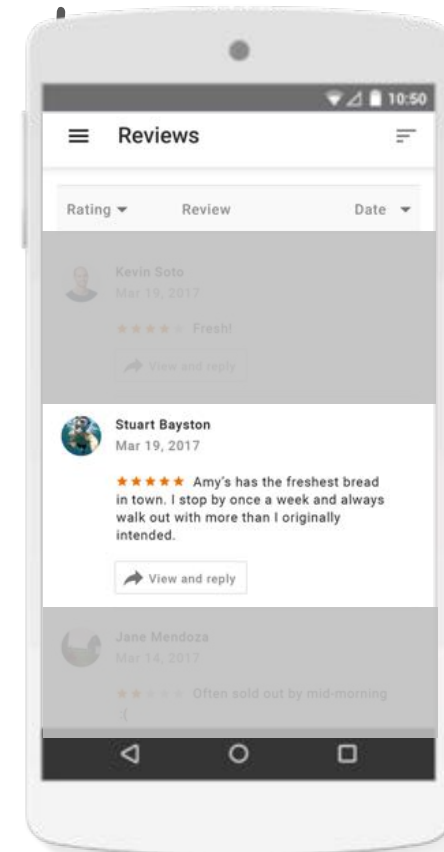 10:50
Reviews
Rating Review Date
Kevin Soto
Mar 19, 2017
Fresh!
View and reply
Stuart Bayston
Mar 19, 2017
Amy's has the freshest bread
in town. I stop by once a week and always
walk out with more than I originally
intended.
View and reply
Jane Mendoza
Mar 14, 2017
Often sold out by mid-morning
:(